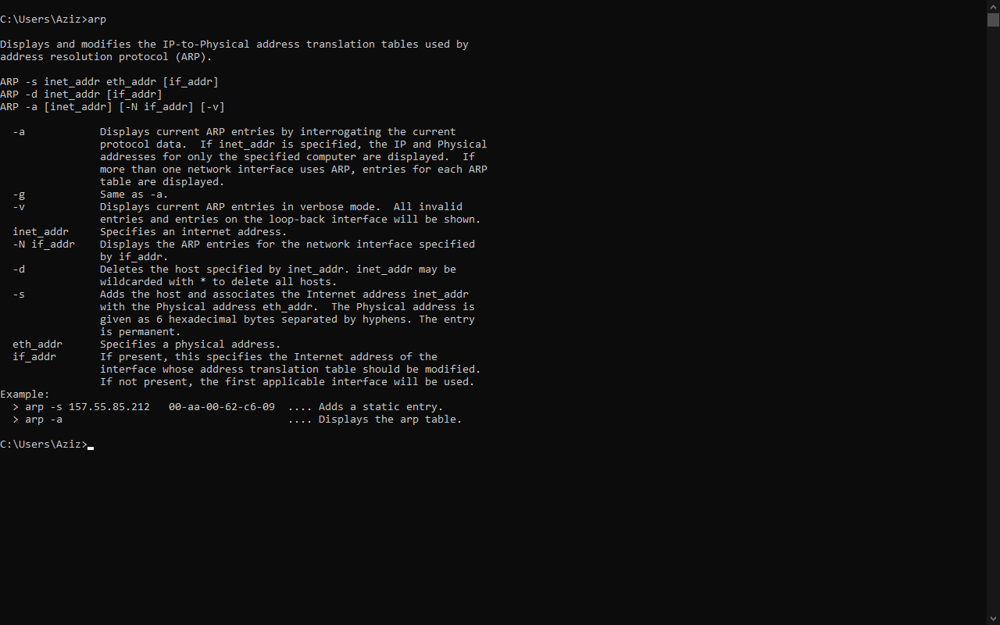 C:\Users\Aziz>arp
Displays and modifies the IP-to-Physical address translation tables used by
address resolution protocol (ARP).
ARP -s inet_addr eth_addr [if_addr]
ARP -d inet_addr [if_addr]
ARP -a [inet_addr] [-N if_addr] [-v]
  -a            Displays current ARP entries by interrogating the current
                protocol data.  If inet_addr is specified, the IP and Physical
                addresses for only the specified computer are displayed.  If
                more than one network interface uses ARP, entries for each ARP
                table are displayed.
  -g            Same as -a.
  -v            Displays current ARP entries in verbose mode.  All invalid
                entries and entries on the loop-back interface will be shown.
  inet_addr     Specifies an internet address.
  -N if_addr    Displays the ARP entries for the network interface specified
                by if_addr.
  -d            Deletes the host specified by inet_addr. inet_addr may be
                wildcarded with * to delete all hosts.
  -s            Adds the host and associates the Internet address inet_addr
                with the Physical address eth_addr.  The Physical address is
                given as 6 hexadecimal bytes separated by hyphens. The entry
                is permanent.
  eth_addr      Specifies a physical address.
  if_addr       If present, this specifies the Internet address of the
                interface whose address translation table should be modified.
                If not present, the first applicable interface will be used.
Example:
  > arp -s 157.55.85.212   00-aa-00-62-c6-09  .... Adds a static entry.
  > arp -a                                    .... Displays the arp table.
C:\Users\Aziz>